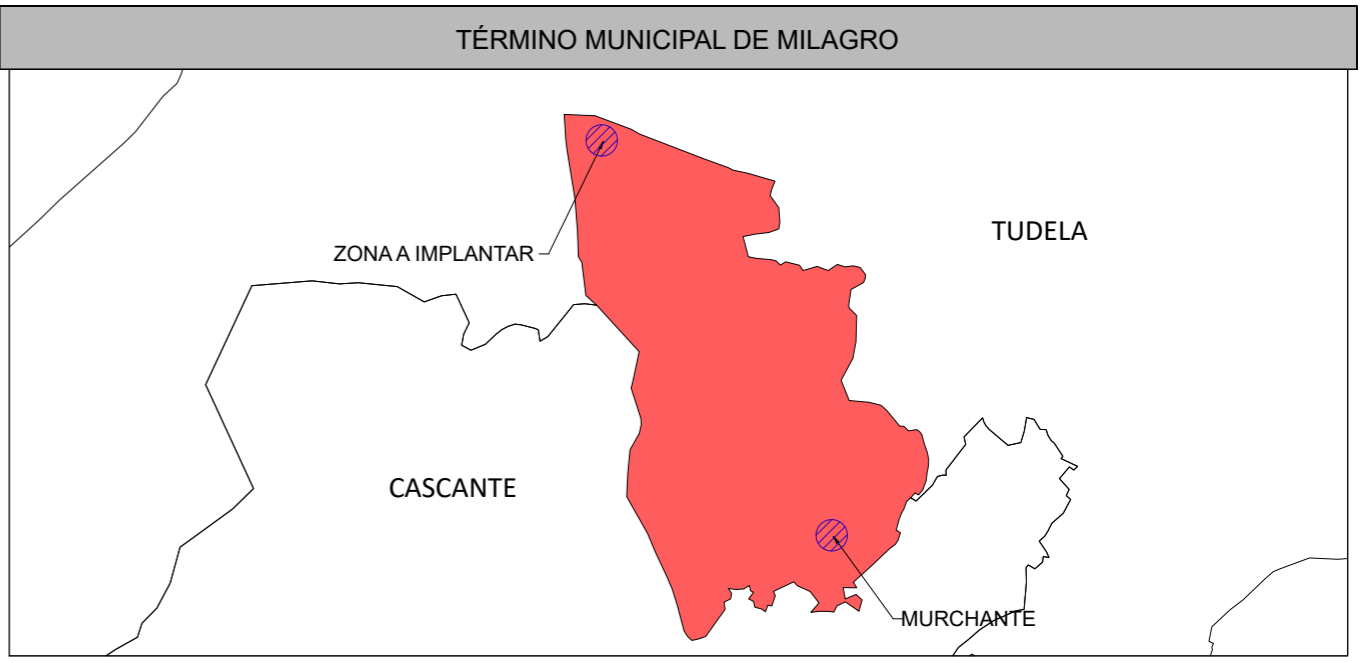 TÉRMINO MUNICIPAL DE MILAGRO
TUDELA
ZONA A IMPLANTAR
CASCANTE
MURCHANTE